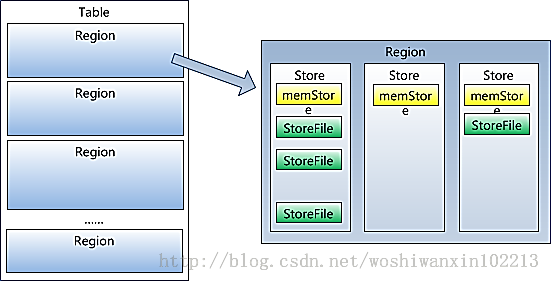 Table
Region
Region
Region
......
Region
Region
Store
memStor
e
StoreFile
StoreFile
StoreFile
Store
memStor
e
Store
memStor
e
StoreFile
http://blog.csdn.net/woshiwanxin102213